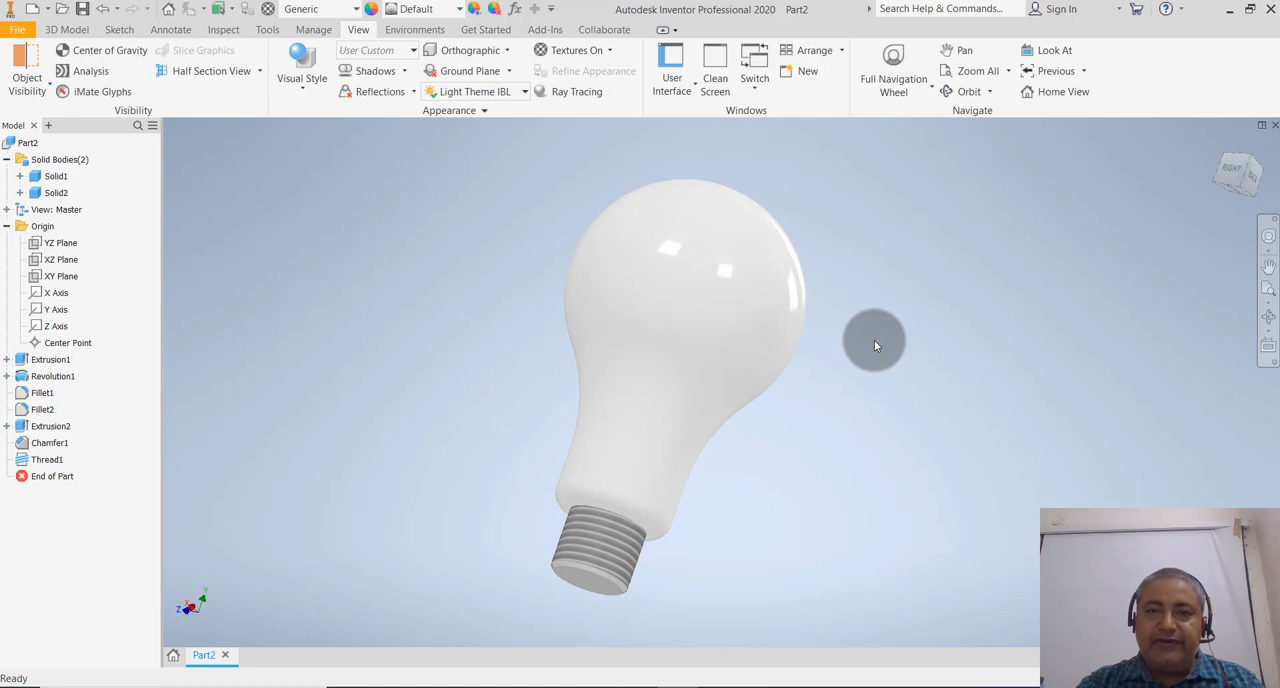 Generic
Default
Autodesk Inventor Professional 2020 Part2
Search Help & Commands...
Sign In
File
3D Model
Sketch
Annotate
Inspect
Tools
Manage
View
Environments
Get Started
Add-Ins
Collaborate
Object
Visibility
Center of Gravity
Analysis
iMate Glyphs
Slice Graphics
Half Section View
Visibility
Visual Style
User Custom
Shadows
Reflections
Orthographic
Ground Plane
Light Theme IBL
Textures On
Refine Appearance
Ray Tracing
Appearance
User
Interface
Clean
Screen
Switch
Arrange
New
Windows
Full Navigation
Wheel
Pan
Zoom All
Orbit
Look At
Previous
Home View
Navigate
Model
Part2
Solid Bodies(2)
Solid1
Solid2
View: Master
Origin
YZ Plane
XZ Plane
XY Plane
X Axis
Y Axis
Z Axis
Center Point
Extrusion1
Revolution1
Fillet1
Fillet2
Extrusion2
Chamfer1
Thread1
End of Part
RIGHT
BACK
Z
X
Y
Part2
Ready